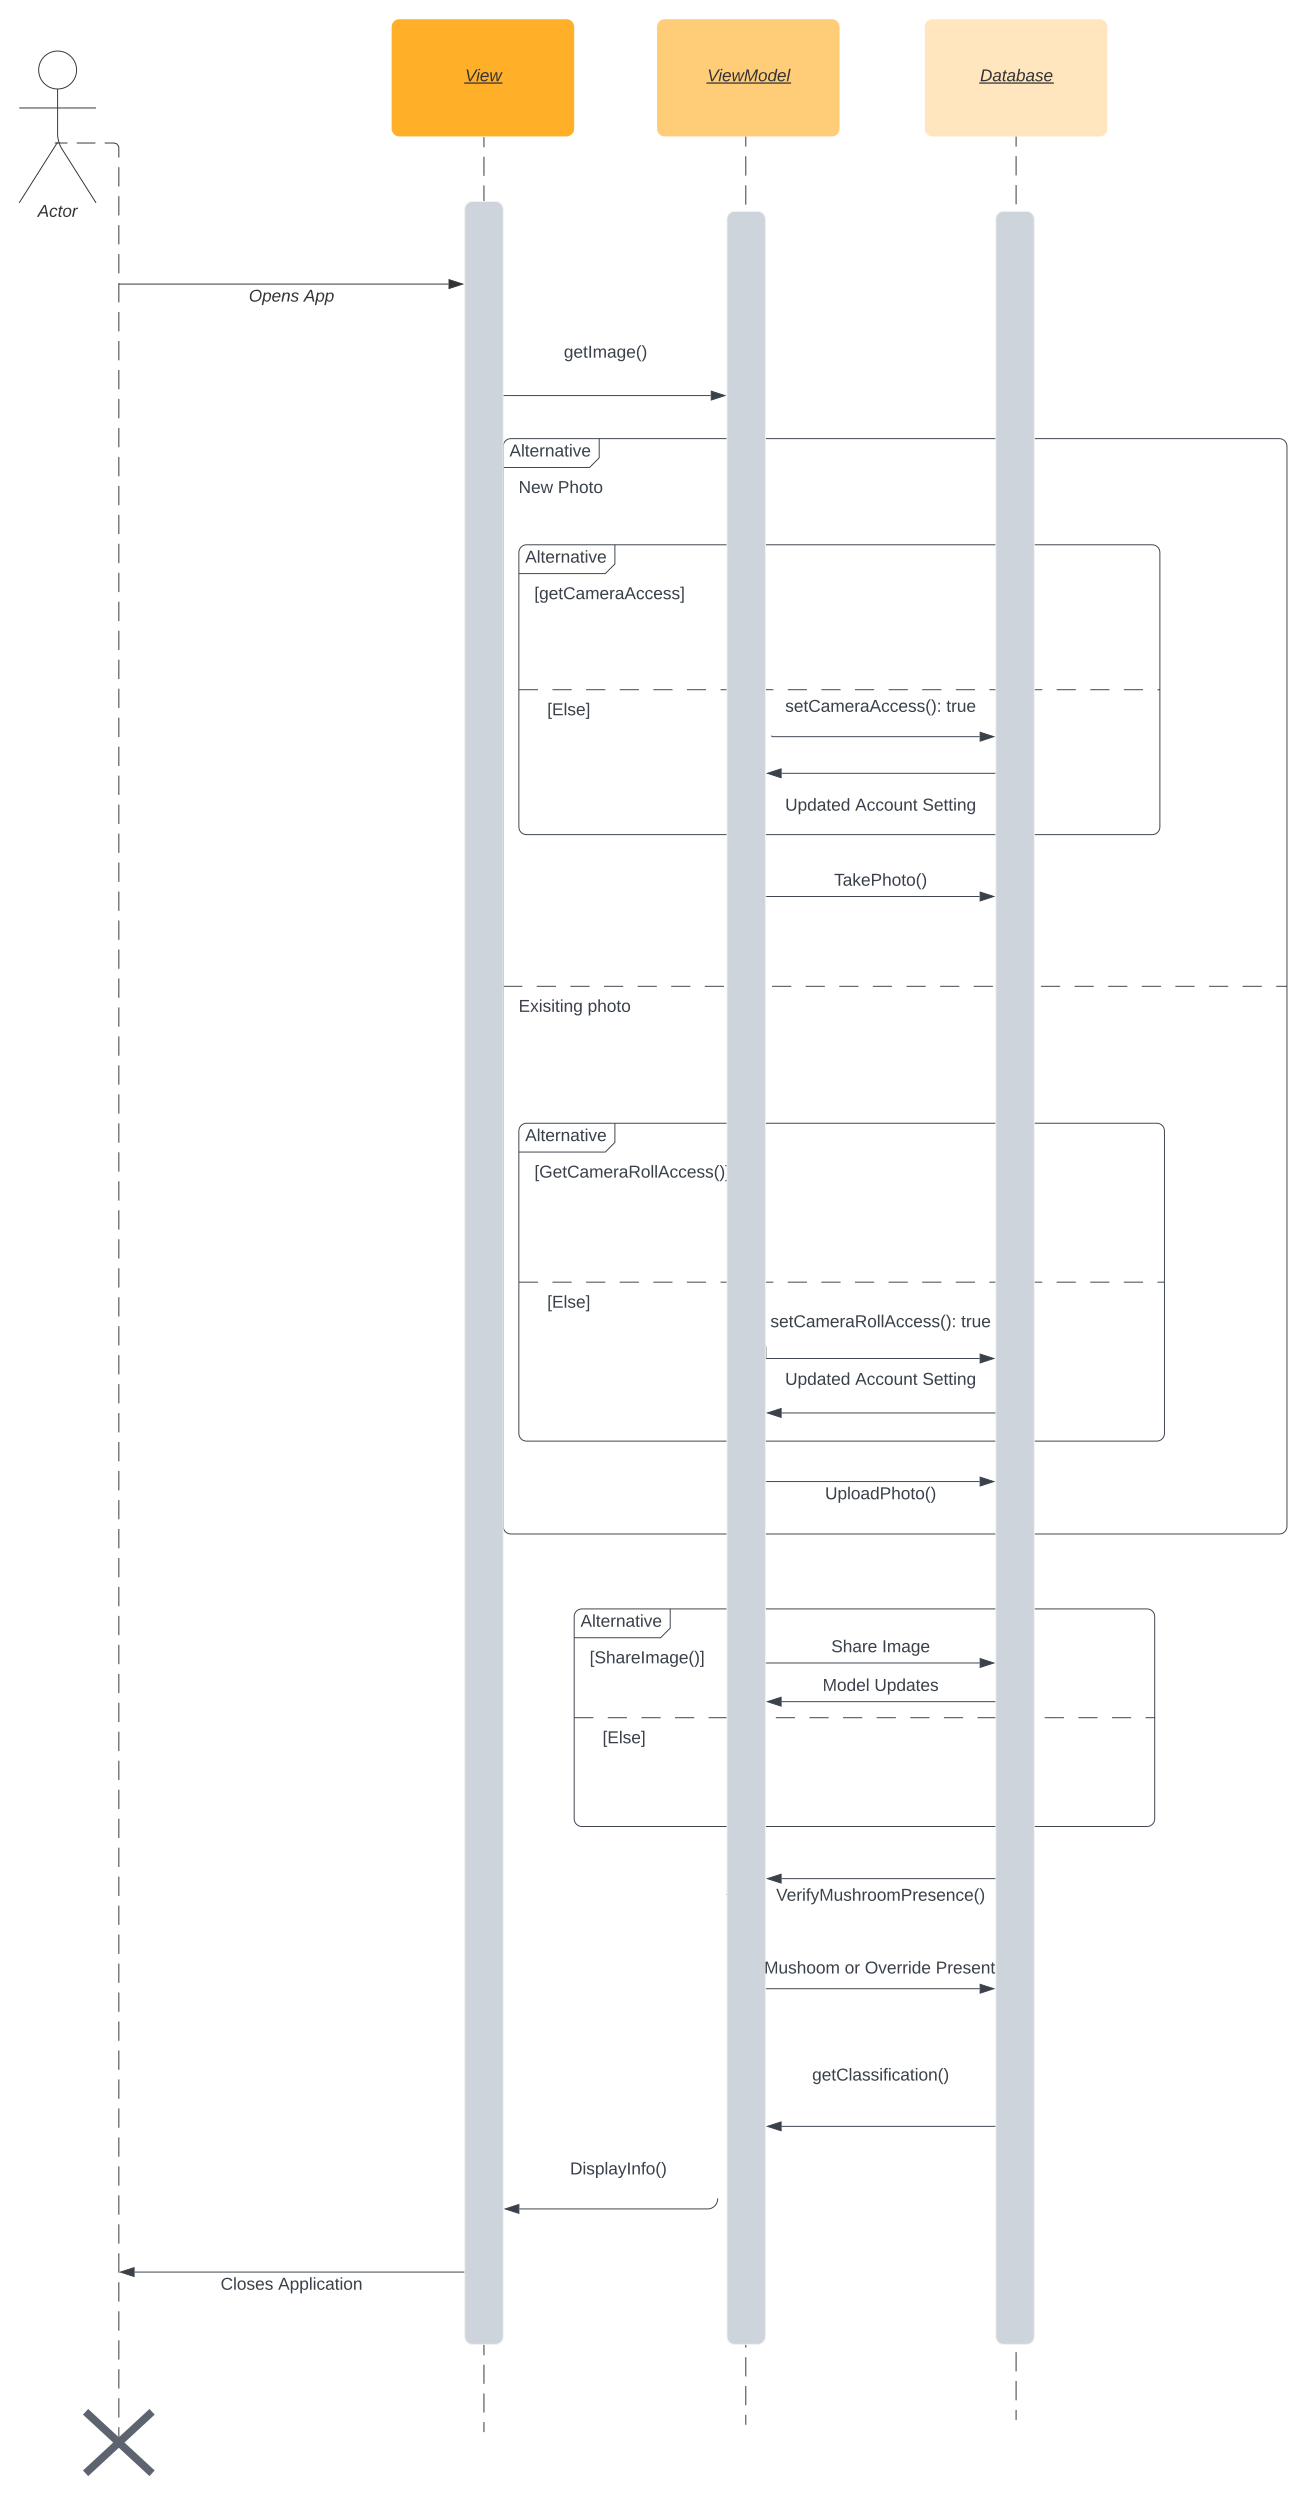 View
ViewModel
Database
Actor
Opens App
getImage()
Alternative
New Photo
Alternative
[getCameraAccess]
[Else]
setCameraAccess(): true
Updated Account Setting
TakePhoto()
Exisiting photo
Alternative
[GetCameraRollAccess()]
[Else]
setCameraRollAccess(): true
Updated Account Setting
UploadPhoto()
Alternative
Share Image
[ShareImage()]
Model Updates
[Else]
VerifyMushroomPresence()
Mushoom or Override Present
getClassification()
DisplayInfo()
Closes Application